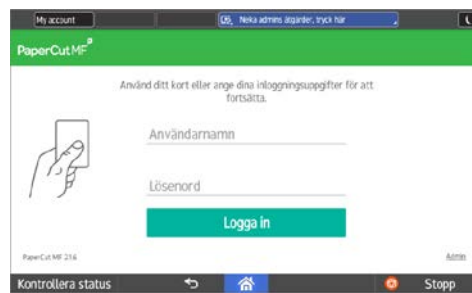 My account
Neka admins åtgärder, tryck här
PaperCut MF
Använd ditt kort eller ange dina inloggningsuppgifter för att
fortsätta.
Användarnamn
Lösenord
Logga in
PaperCut MF 21.6
Admin
Kontrollera status
Stopp